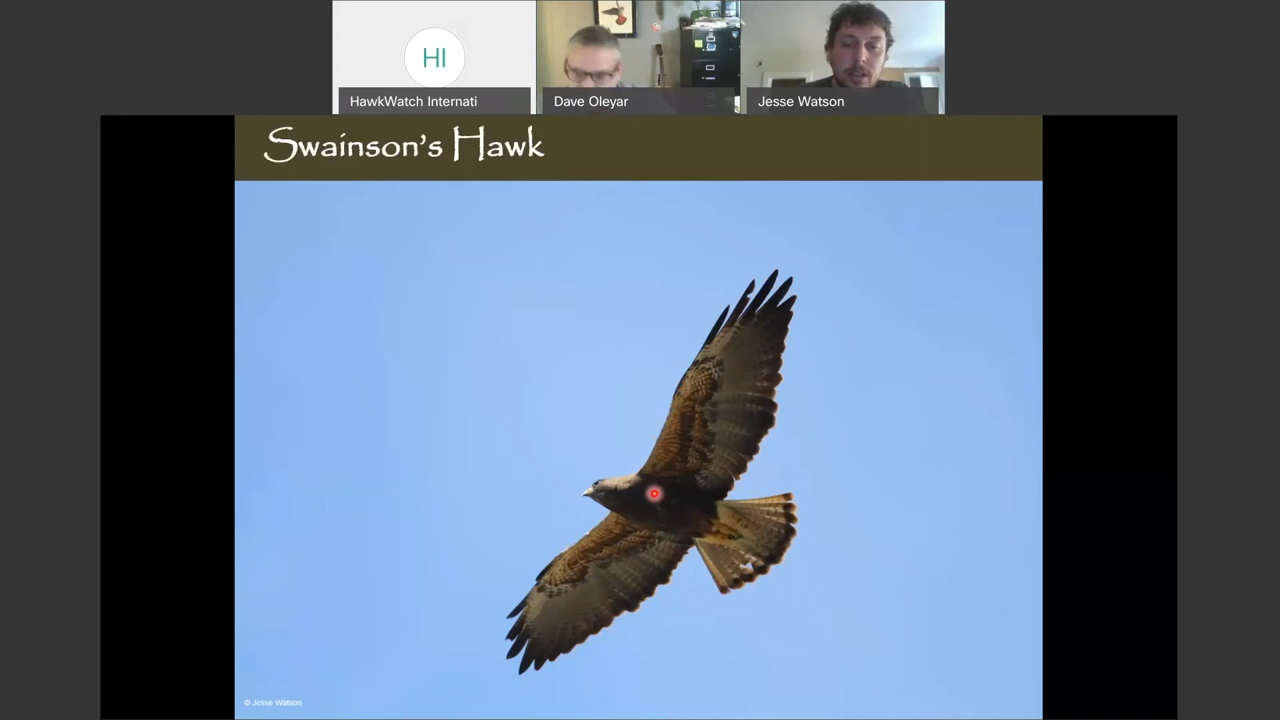 HI
HawkWatch Internati
Dave Oleyar
Jesse Watson
Swainson's Hawk
© Jesse Watson